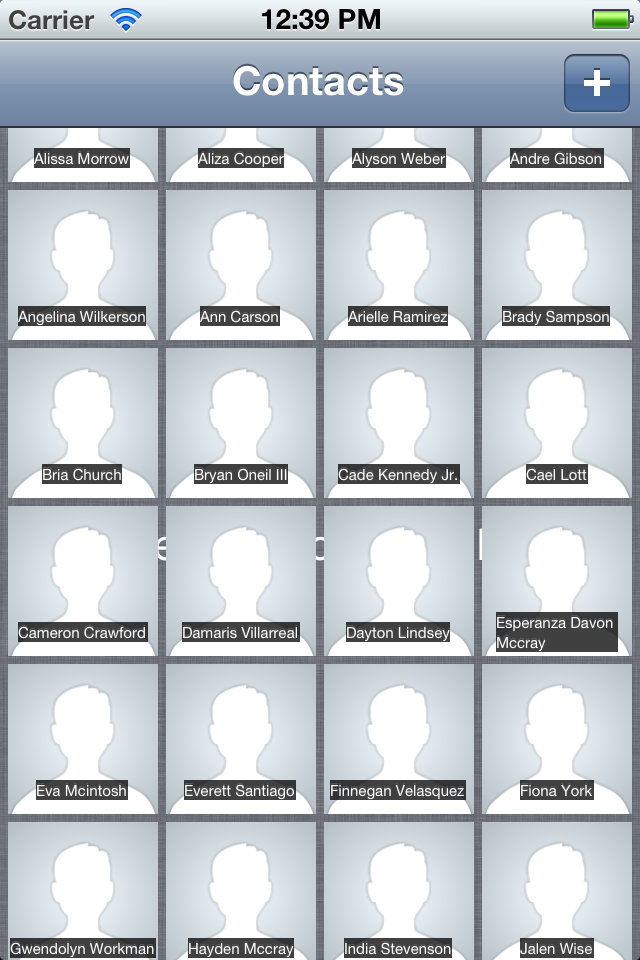 Carrier 12:39 PM
Contacts +
Alissa Morrow Aliza Cooper Alyson Weber Andre Gibson
Angelina Wilkerson Ann Carson Arielle Ramirez Brady Sampson
Bria Church Bryan Oneil III Cade Kennedy Jr. Cael Lott
Cameron Crawford Damaris Villarreal Dayton Lindsey Esperanza Davon
Mccray
Eva Mcintosh Everett Santiago Finnegan Velasquez Fiona York
Gwendolyn Workman Hayden Mccray India Stevenson Jalen Wise